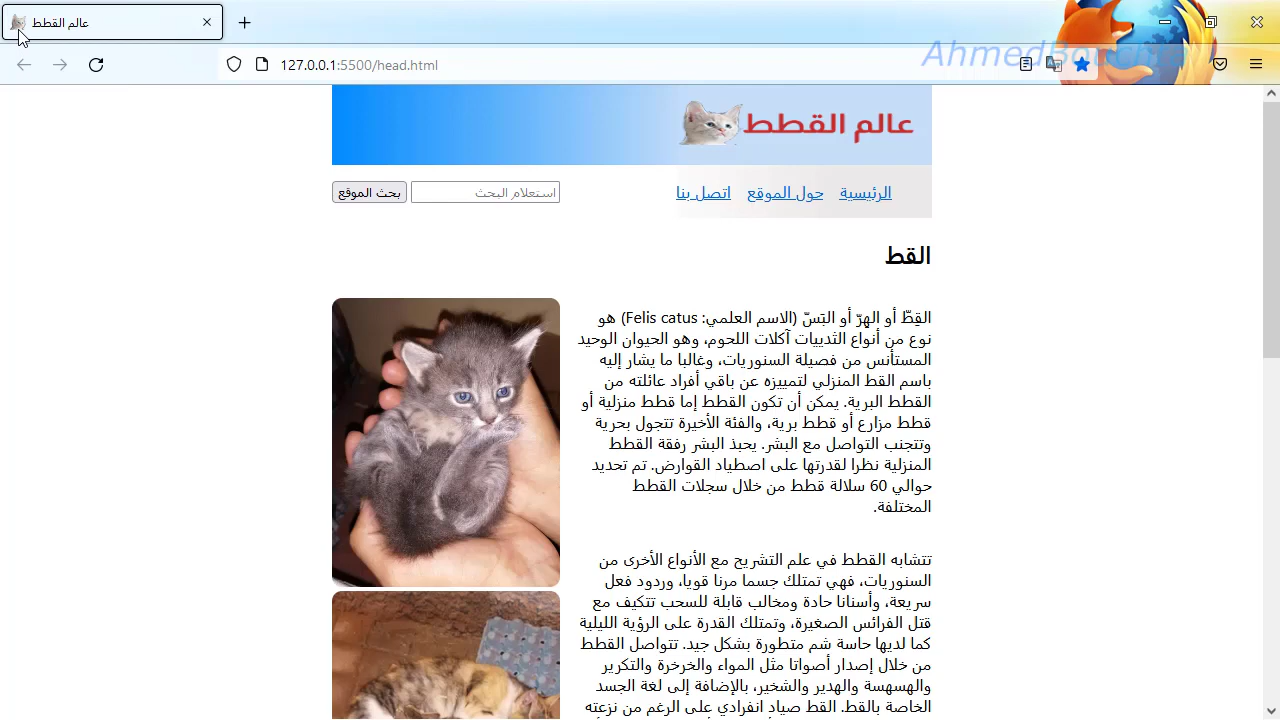 عالم القطط
127.0.0.1:5500/head.html
عالم القطط
الرئيسية حول الموقع اتصل بنا
استعلام البحث بحث الموقع
القط
القِطّ أو الهِرّ أو البَسّ (الاسم العلمي: Felis catus) هو
نوع من أنواع الثدييات آكلات اللحوم، وهو الحيوان الوحيد
المستأنس من فصيلة السنوريات، وغالبا ما يشار إليه
باسم القط المنزلي لتمييزه عن باقي أفراد عائلته من
القطط البرية. يمكن أن تكون القطط إما قطط منزلية أو
قطط مزارع أو قطط برية، والفئة الأخيرة تتجول بحرية
وتتجنب التواصل مع البشر. يحبذ البشر رفقة القطط
المنزلية نظرا لقدرتها على اصطياد القوارض. تم تحديد
حوالي 60 سلالة قطط من خلال سجلات القطط
المختلفة.
تتشابه القطط في علم التشريح مع الأنواع الأخرى من
السنوريات، فهي تمتلك جسما مرنا قويا، وردود فعل
سريعة، وأسنانا حادة ومخالب قابلة للسحب تتكيف مع
قتل الفرائس الصغيرة، وتمتلك القدرة على الرؤية الليلية
كما لديها حاسة شم متطورة بشكل جيد. تتواصل القطط
من خلال إصدار أصواتا مثل المواء والخرخرة والتكرير
والهسهسة والهدير والشخير، بالإضافة إلى لغة الجسد
الخاصة بالقط. القط صياد انفرادي على الرغم من نزعته